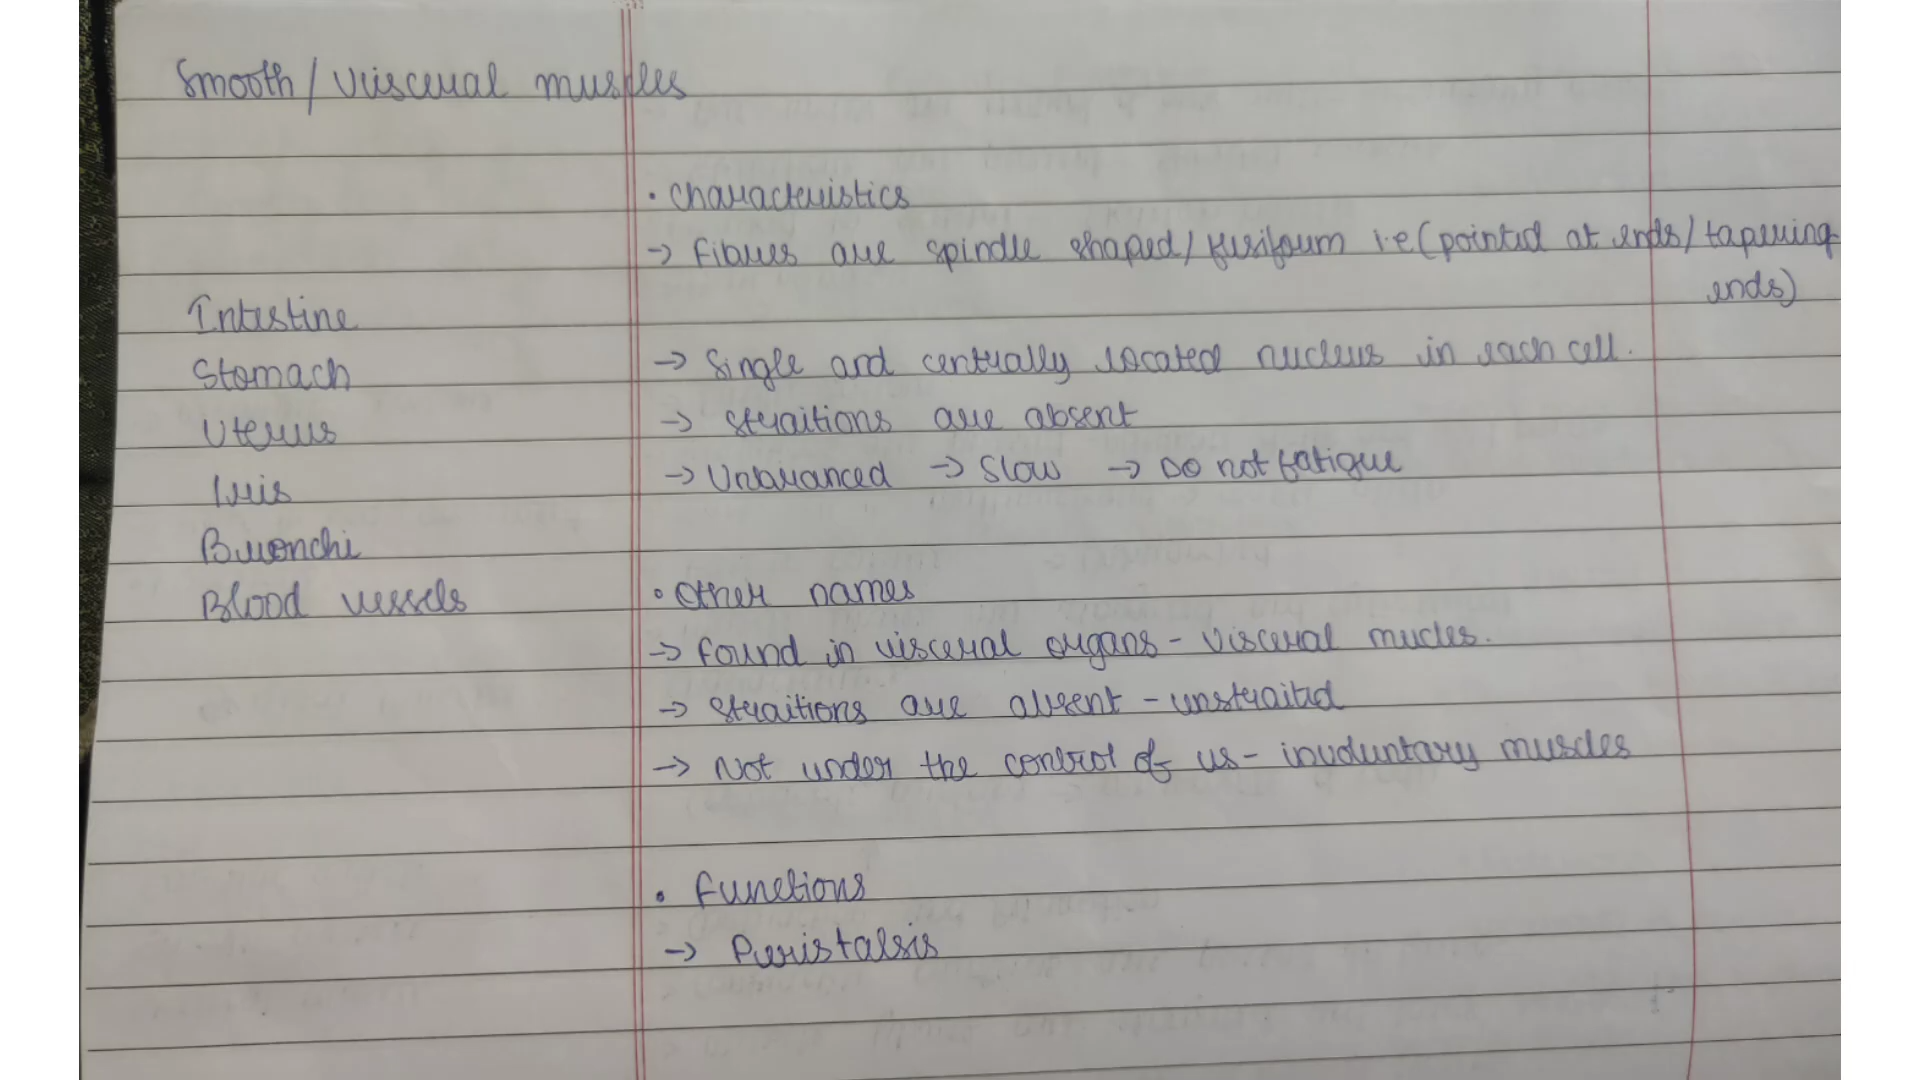 Smooth / visceral muscles
• characteristics
→ Fibres are spindle shaped / fusiform i.e (pointed at ends / tapering
ends)
Intestine
Stomach
Uterus
Iris
Bronchi
Blood vessels
→ Single and centrally located nucleus in each cell.
→ straitions are absent
→ Unbranced → Slow → Do not fatigue
• Other names
→ Found in visceral organs - Visceral mucles.
→ straitions are absent - unstraited
→ Not under the control of us - involuntary muscles
• Functions
→ Peristalsis